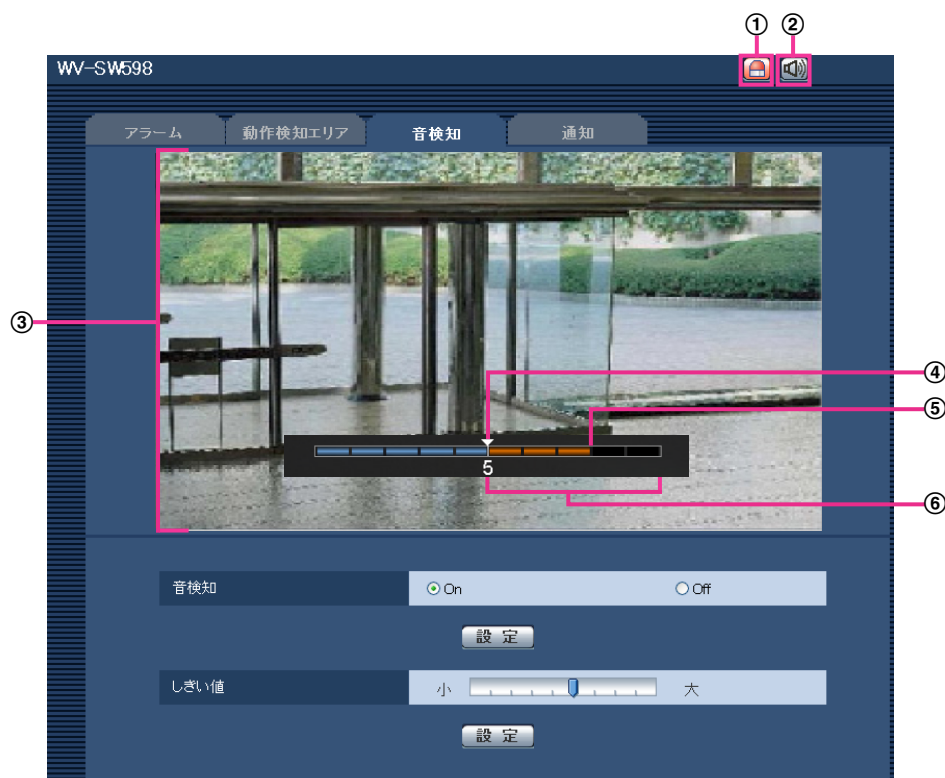 ① ②
WV-SW598
アラーム 動作検知エリア 音検知 通知
③
④
⑤
5
⑥
音検知 On Off
設定
しきい値 小 大
設定